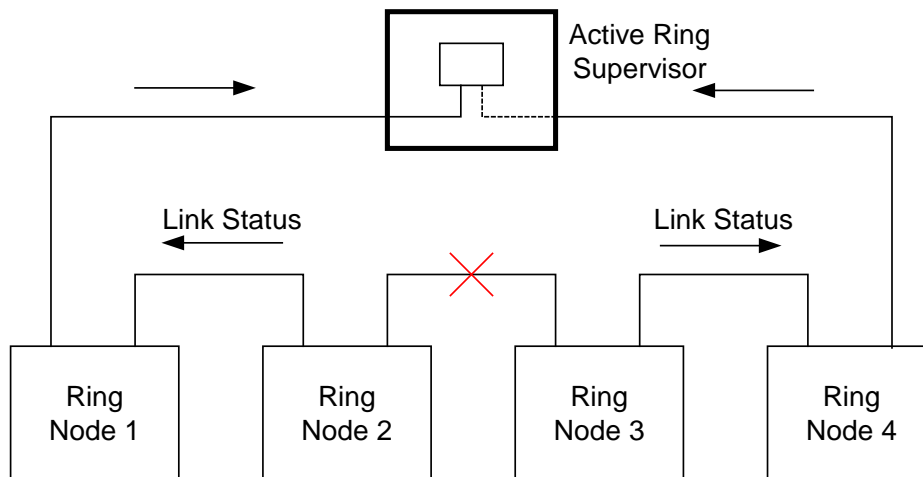 Active Ring
Supervisor
Link Status
Link Status
Ring
Node 1
Ring
Node 2
Ring
Node 3
Ring
Node 4